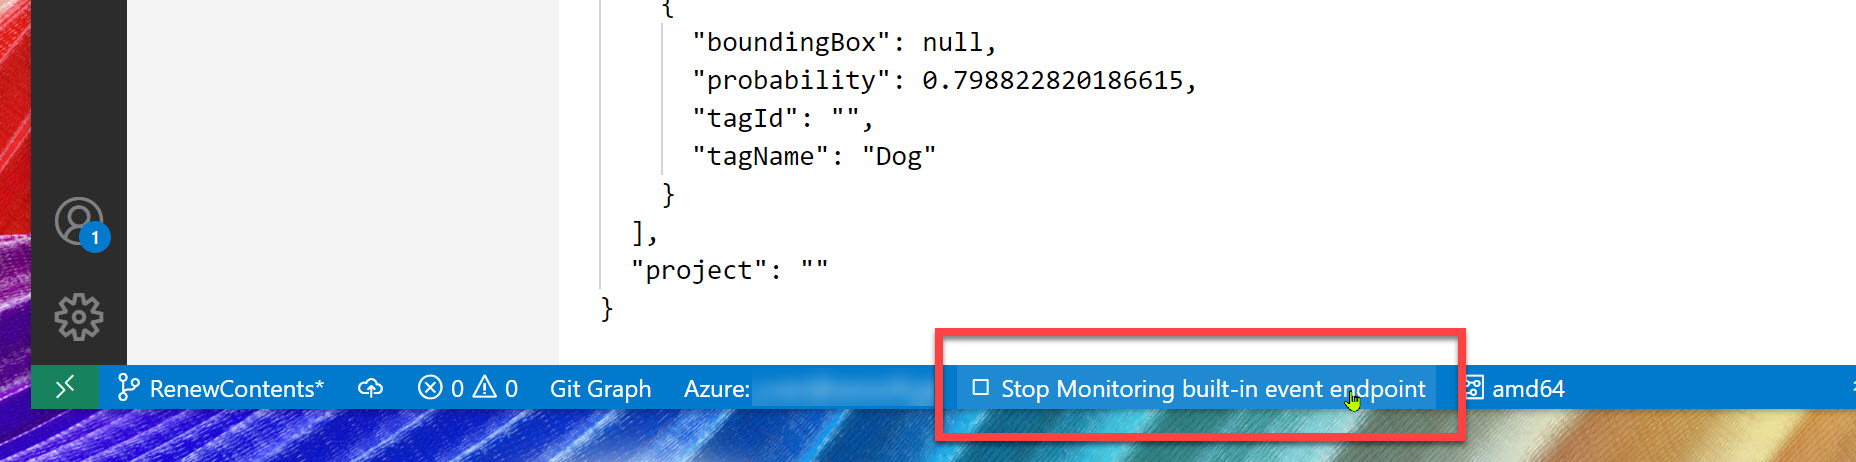 {
"boundingBox": null,
"probability": 0.798822820186615,
"tagId": "",
"tagName": "Dog"
}
],
"project": ""
}
1
RenewContents* 0 0 Git Graph Azure: Stop Monitoring built-in event endpoint amd64